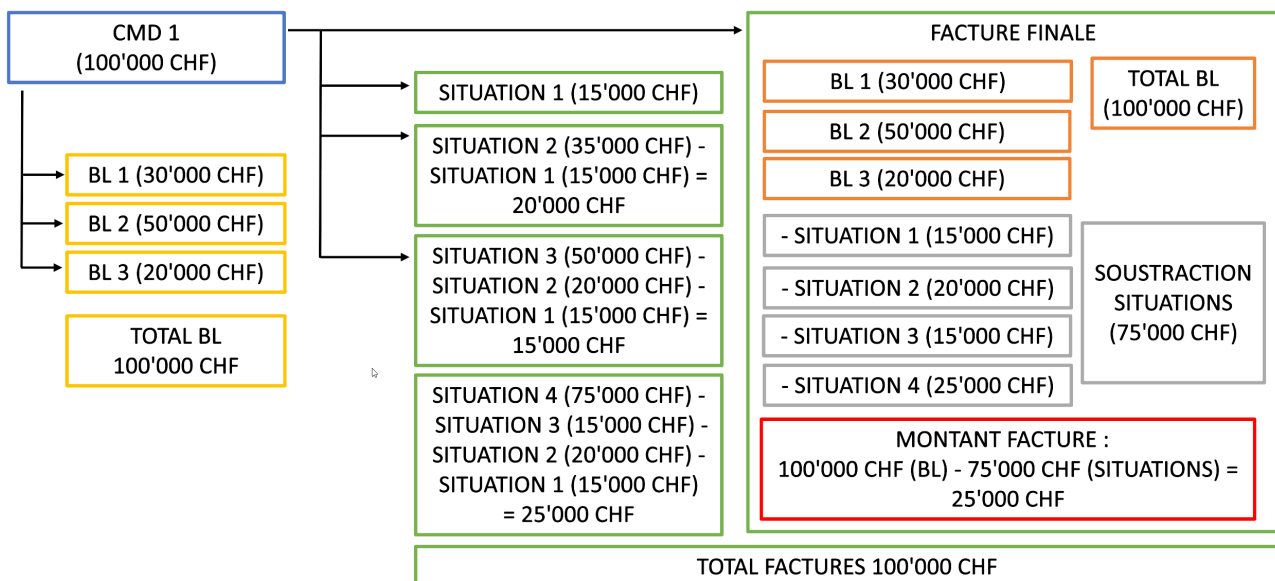 CMD 1
(100'000 CHF)
BL 1 (30'000 CHF)
BL 2 (50'000 CHF)
BL 3 (20'000 CHF)
TOTAL BL
100'000 CHF
SITUATION 1 (15'000 CHF)
SITUATION 2 (35'000 CHF) -
SITUATION 1 (15'000 CHF) =
20'000 CHF
SITUATION 3 (50'000 CHF) -
SITUATION 2 (20'000 CHF) -
SITUATION 1 (15'000 CHF) =
15'000 CHF
SITUATION 4 (75'000 CHF) -
SITUATION 3 (15'000 CHF) -
SITUATION 2 (20'000 CHF) -
SITUATION 1 (15'000 CHF)
= 25'000 CHF
FACTURE FINALE
BL 1 (30'000 CHF)
BL 2 (50'000 CHF)
BL 3 (20'000 CHF)
TOTAL BL
(100'000 CHF)
- SITUATION 1 (15'000 CHF)
- SITUATION 2 (20'000 CHF)
- SITUATION 3 (15'000 CHF)
- SITUATION 4 (25'000 CHF)
SOUSTRACTION
SITUATIONS
(75'000 CHF)
MONTANT FACTURE :
100'000 CHF (BL) - 75'000 CHF (SITUATIONS) =
25'000 CHF
TOTAL FACTURES 100'000 CHF